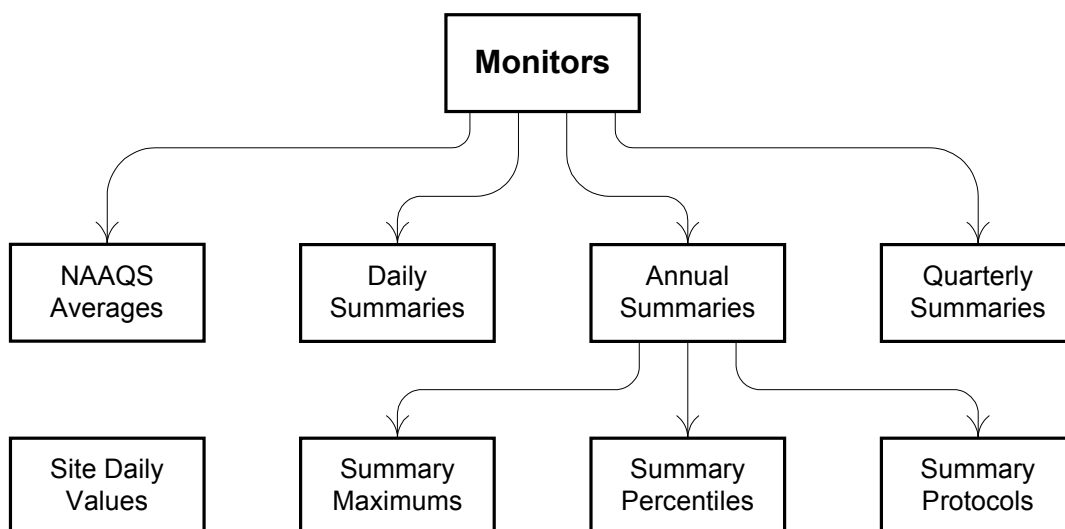 Monitors
NAAQS
Averages
Daily
Summaries
Annual
Summaries
Quarterly
Summaries
Site Daily
Values
Summary
Maximums
Summary
Percentiles
Summary
Protocols